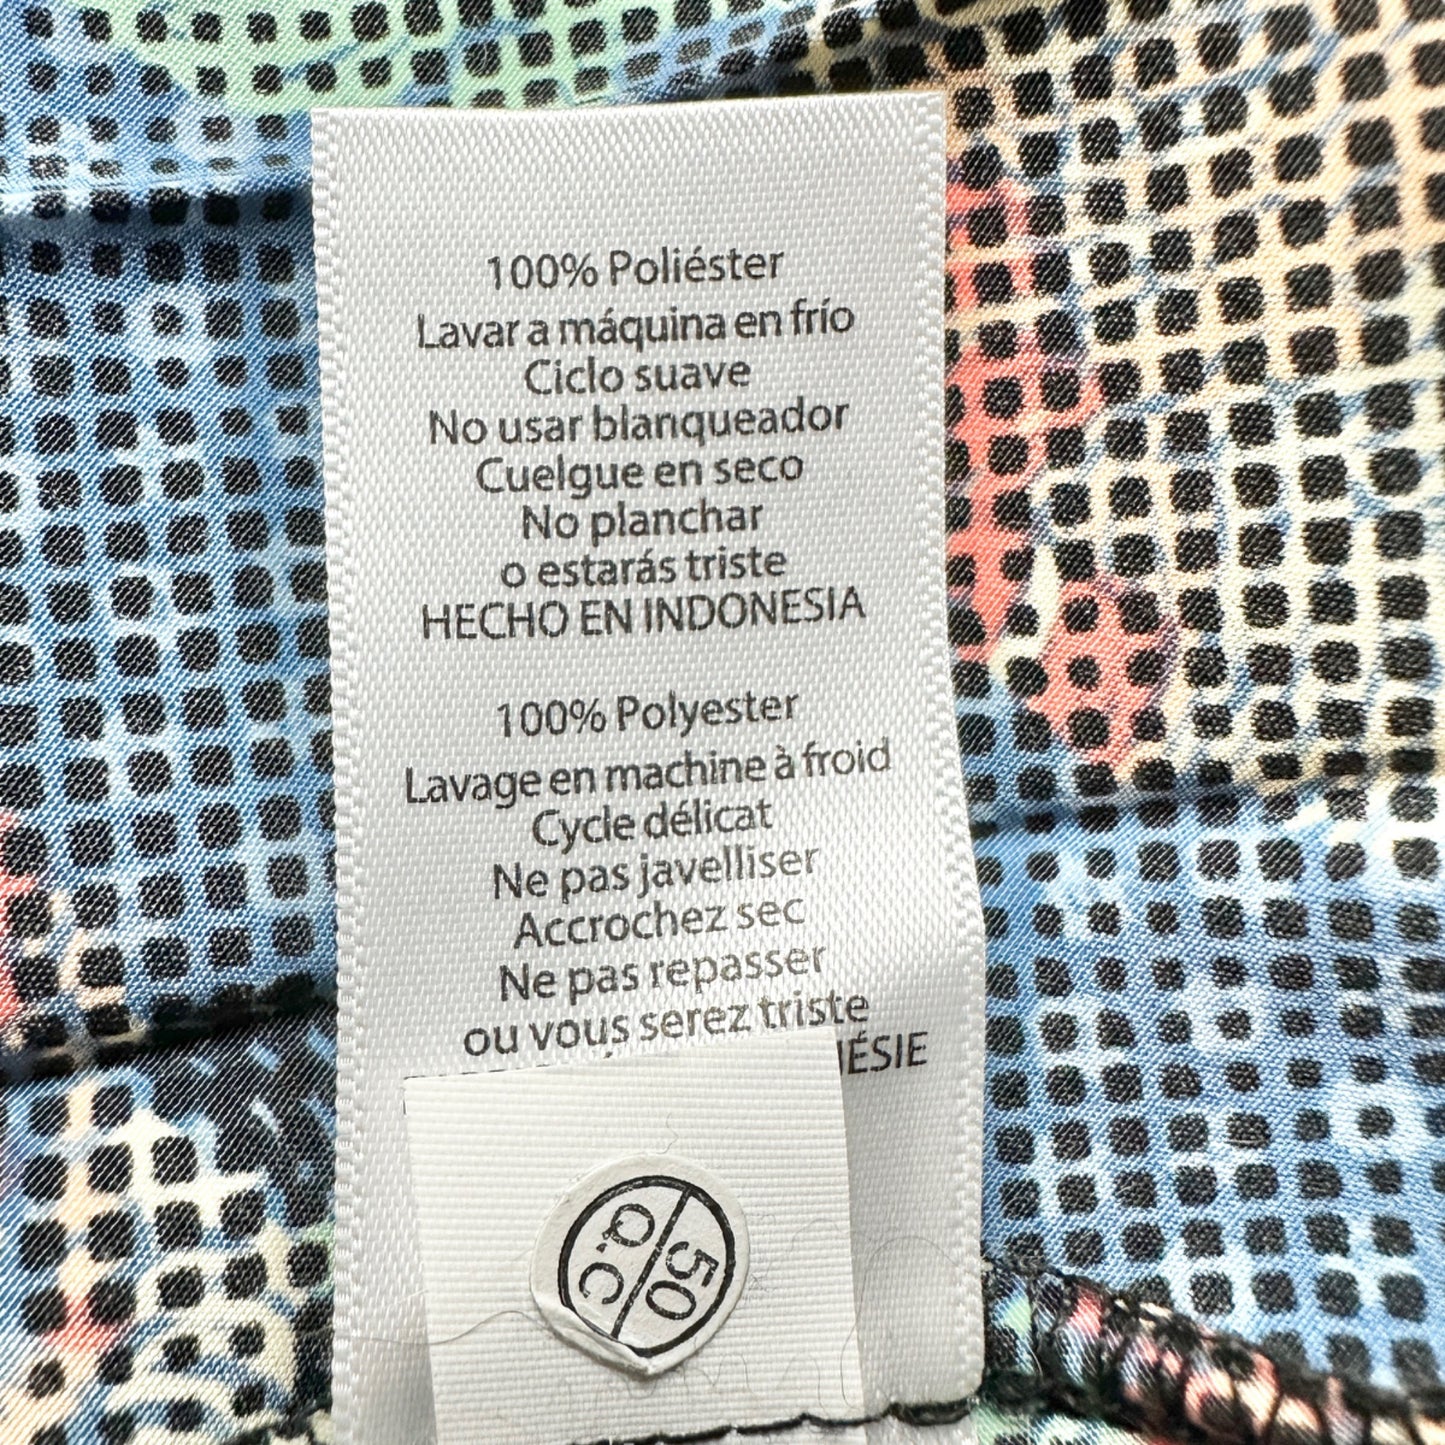 100% Poliéster
Lavar a máquina en frío
Ciclo suave
No usar blanqueador
Cuelgue en seco
No planchar
o estarás triste
HECHO EN INDONESIA
100% Polyester
Lavage en machine à froid
Cycle délicat
Ne pas javelliser
Accrochez sec
Ne pas repasser
ou vous serez triste
Q.C
50